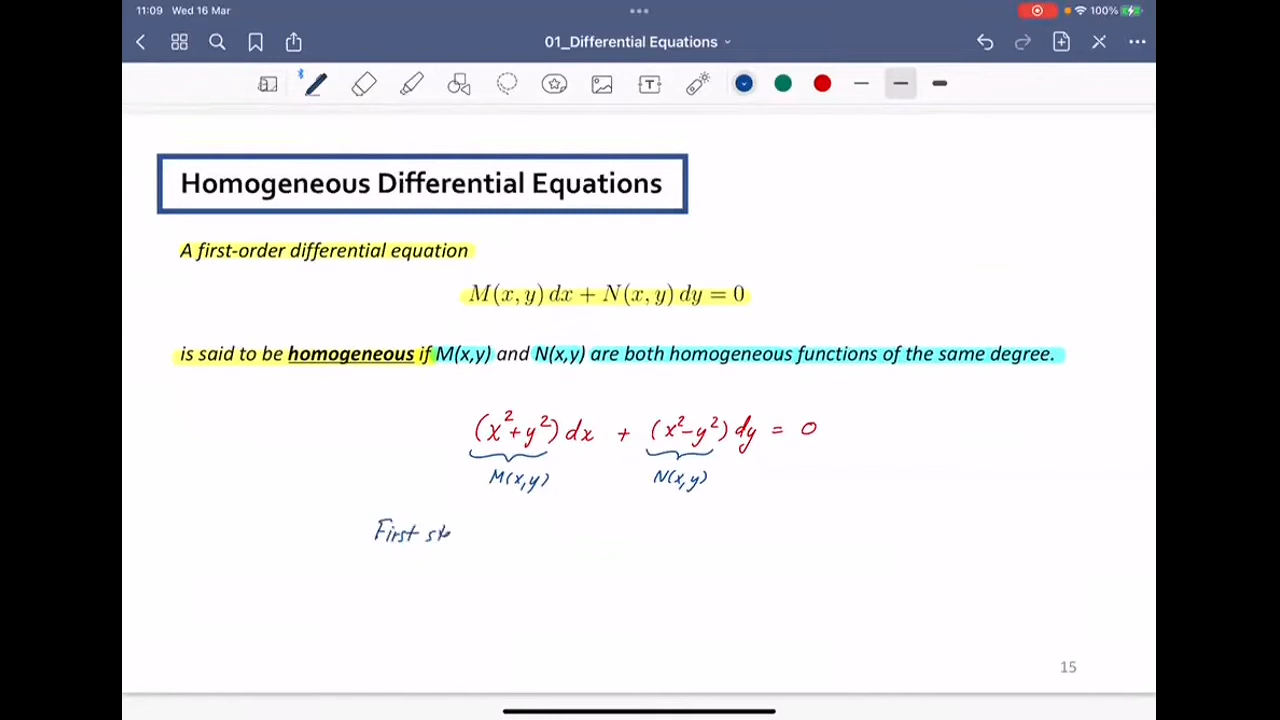 11:09 Wed 16 Mar
100%
01_Differential Equations
Homogeneous Differential Equations
A first-order differential equation
M(x, y) dx + N(x, y) dy = 0
is said to be homogeneous if M(x,y) and N(x,y) are both homogeneous functions of the same degree.
(x²+y²) dx + (x²-y²) dy = 0
M(x,y) N(x,y)
First ste
15